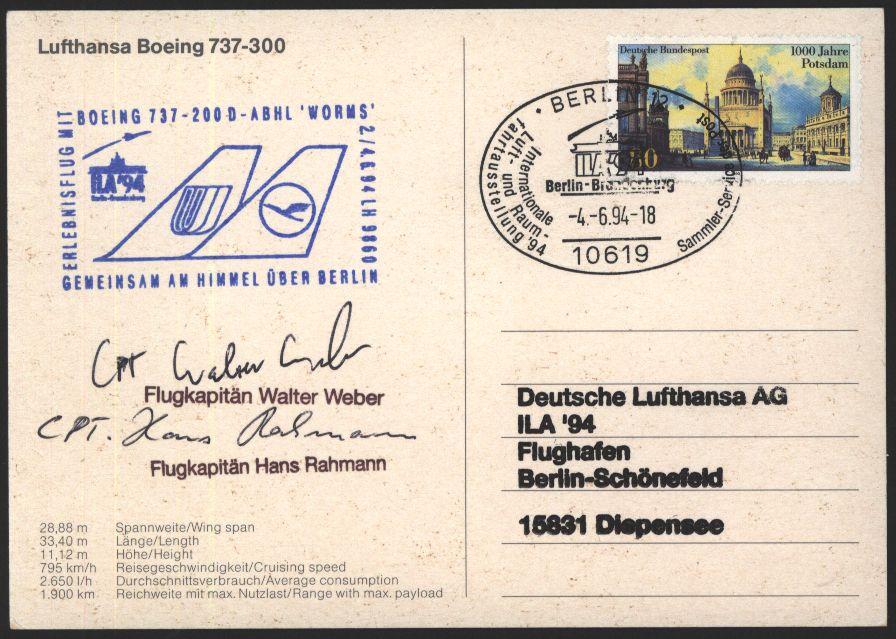 Lufthansa Boeing 737-300
ERLEBNISFLUG MIT
BOEING 737-200 D-ABHL 'WORMS'
2/4.6.94 LH 9860
ILA '94
Berlin-Brandenburg
GEMEINSAM AM HIMMEL ÜBER BERLIN
CPT Walter Weber
Flugkapitän Walter Weber
CPT. Hans Rahmann
Flugkapitän Hans Rahmann
28,88 m Spannweite/Wing span
33,40 m Länge/Length
11,12 m Höhe/Height
795 km/h Reisegeschwindigkeit/Cruising speed
2.650 l/h Durchschnittsverbrauch/Average consumption
1.900 km Reichweite mit max. Nutzlast/Range with max. payload
Deutsche Bundespost
1000 Jahre
Potsdam
80
BERLIN 12
Internationale
Luft- und Raum-
fahrtausstellung '94
Berlin-Brandenburg
-4.-6.94-18
10619
Sammler-Service Post
Deutsche Lufthansa AG
ILA '94
Flughafen
Berlin-Schönefeld
15831 Diepensee